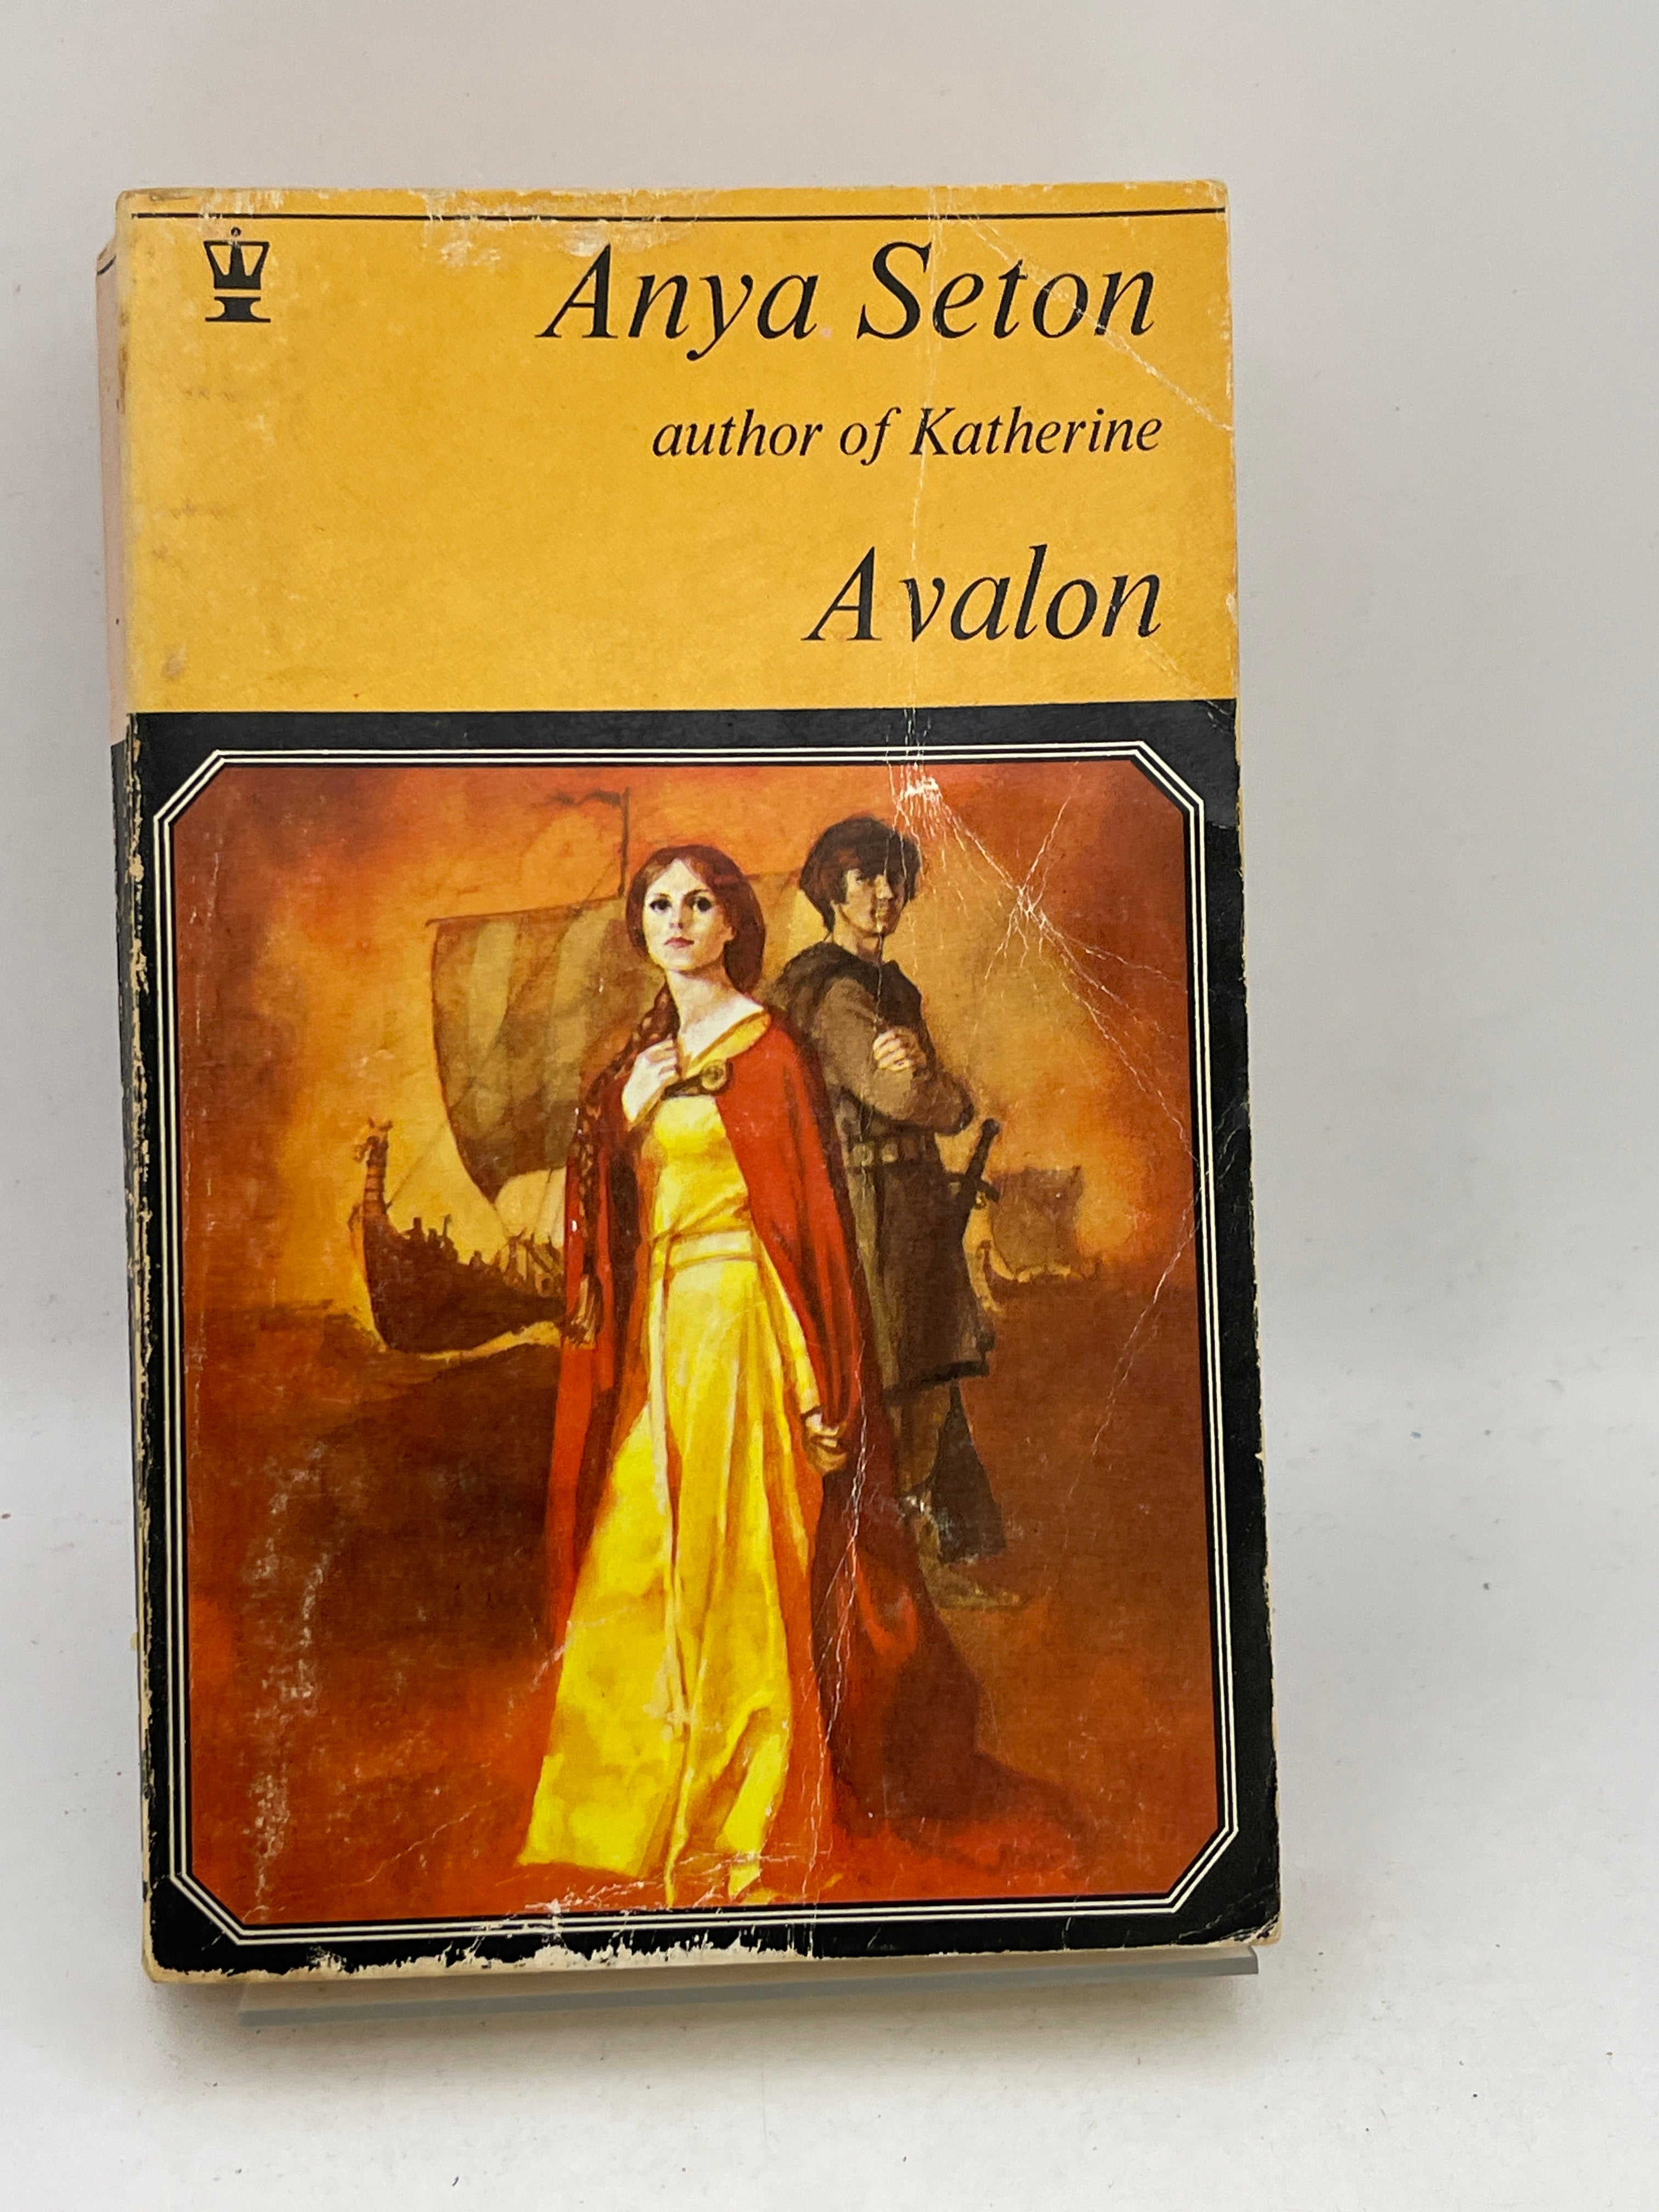 Anya Seton
author of Katherine
Avalon